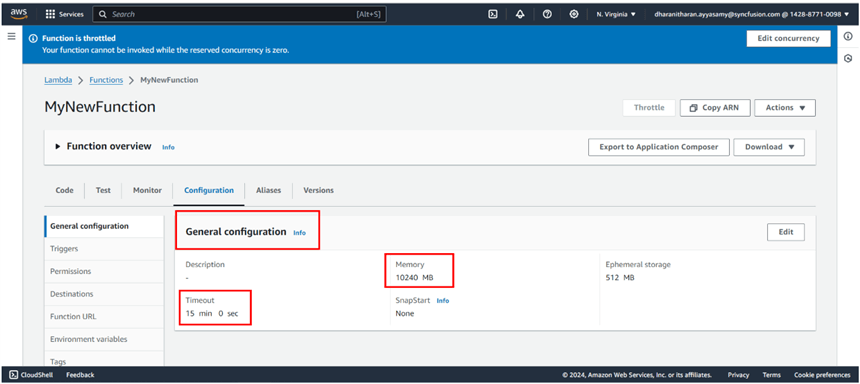 aws
Services
Search
[Alt+S]
N. Virginia
dharanitharan.ayyasamy@syncfusion.com @ 1428-8771-0098
Function is throttled
Your function cannot be invoked while the reserved concurrency is zero.
Edit concurrency
Lambda > Functions > MyNewFunction
MyNewFunction
Throttle
Copy ARN
Actions
Function overview Info
Export to Application Composer
Download
Code
Test
Monitor
Configuration
Aliases
Versions
General configuration
Triggers
Permissions
Destinations
Function URL
Environment variables
Tags
General configuration Info
Edit
Description
-
Memory
10240 MB
Ephemeral storage
512 MB
Timeout
15 min 0 sec
SnapStart Info
None
CloudShell
Feedback
© 2024, Amazon Web Services, Inc. or its affiliates.
Privacy
Terms
Cookie preferences